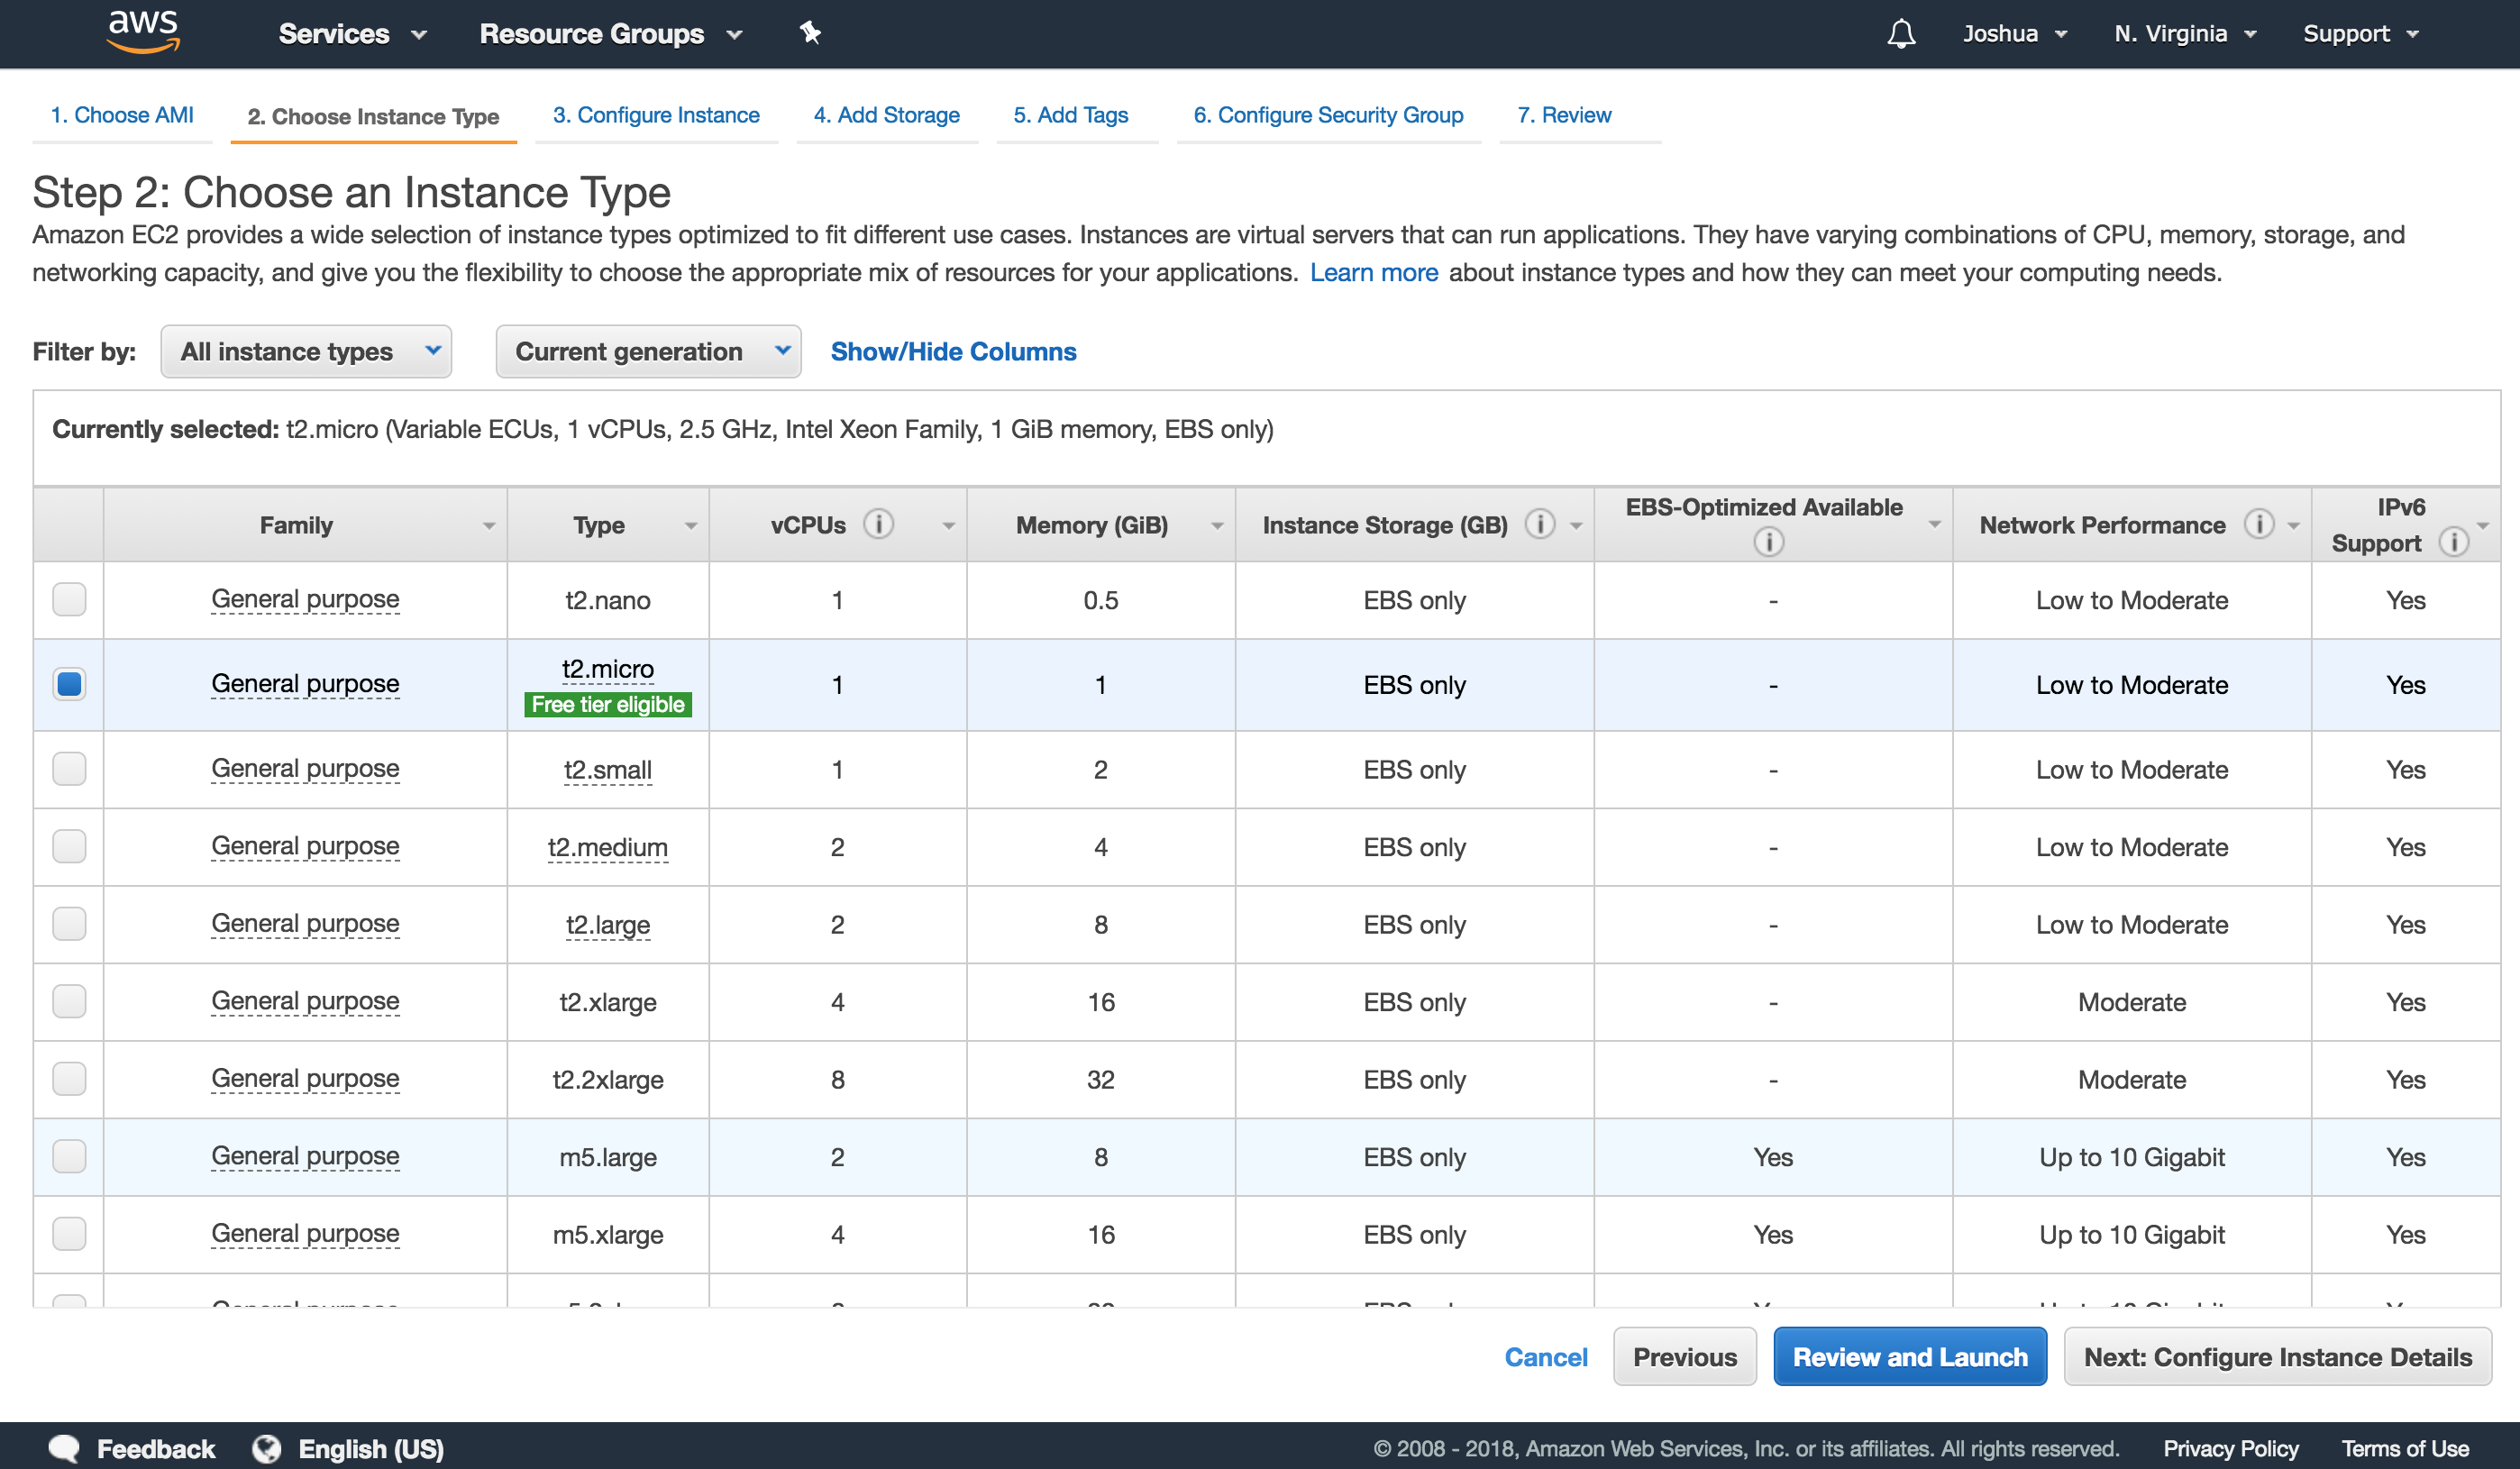 aws Services Resource Groups Joshua N. Virginia Support
1. Choose AMI 2. Choose Instance Type 3. Configure Instance 4. Add Storage 5. Add Tags 6. Configure Security Group 7. Review
Step 2: Choose an Instance Type
Amazon EC2 provides a wide selection of instance types optimized to fit different use cases. Instances are virtual servers that can run applications. They have varying combinations of CPU, memory, storage, and
networking capacity, and give you the flexibility to choose the appropriate mix of resources for your applications. Learn more about instance types and how they can meet your computing needs.
Filter by: All instance types Current generation Show/Hide Columns
Currently selected: t2.micro (Variable ECUs, 1 vCPUs, 2.5 GHz, Intel Xeon Family, 1 GiB memory, EBS only)
Family Type vCPUs i Memory (GiB) Instance Storage (GB) i EBS-Optimized Available i Network Performance i IPv6 Support i
General purpose t2.nano 1 0.5 EBS only - Low to Moderate Yes
General purpose t2.micro Free tier eligible 1 1 EBS only - Low to Moderate Yes
General purpose t2.small 1 2 EBS only - Low to Moderate Yes
General purpose t2.medium 2 4 EBS only - Low to Moderate Yes
General purpose t2.large 2 8 EBS only - Low to Moderate Yes
General purpose t2.xlarge 4 16 EBS only - Moderate Yes
General purpose t2.2xlarge 8 32 EBS only - Moderate Yes
General purpose m5.large 2 8 EBS only Yes Up to 10 Gigabit Yes
General purpose m5.xlarge 4 16 EBS only Yes Up to 10 Gigabit Yes
Cancel Previous Review and Launch Next: Configure Instance Details
Feedback English (US) © 2008 - 2018, Amazon Web Services, Inc. or its affiliates. All rights reserved. Privacy Policy Terms of Use